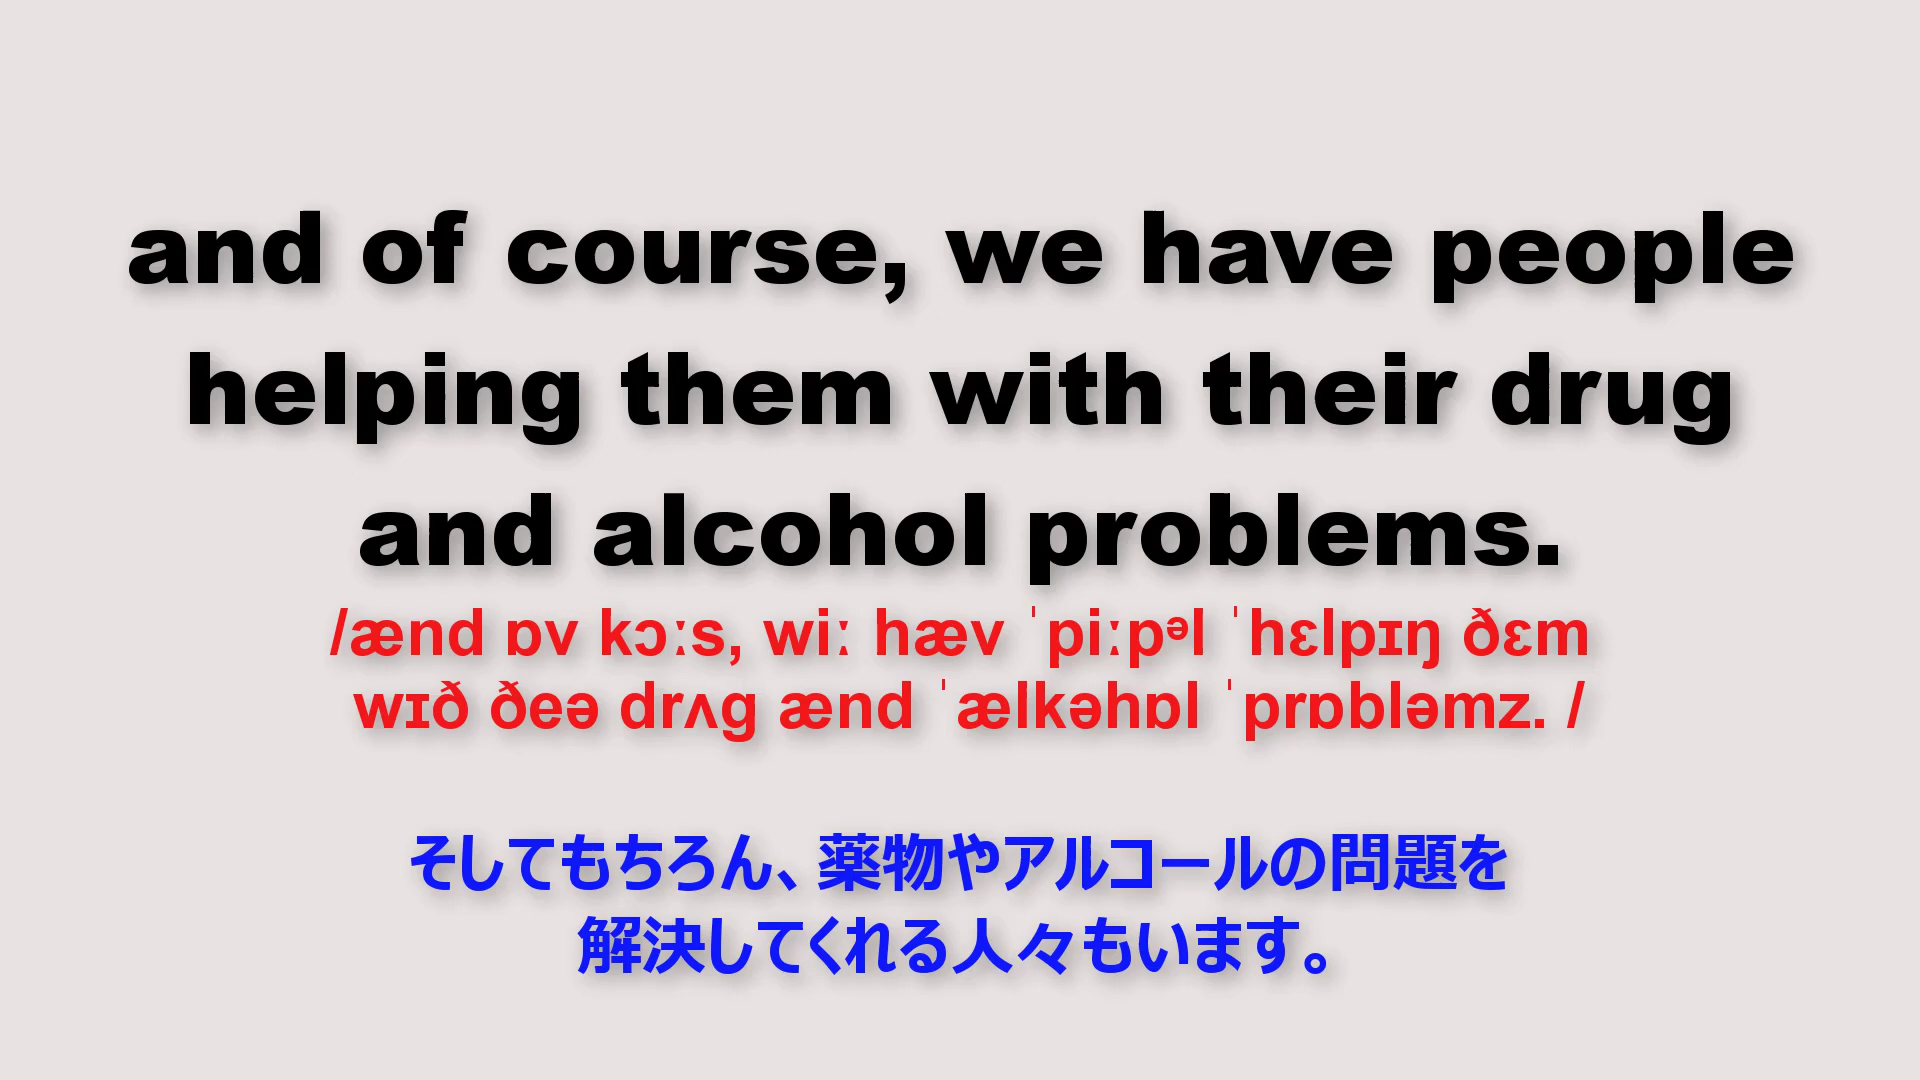 and of course, we have people
helping them with their drug
and alcohol problems.
/ænd ɒv kɔːs, wiː hæv ˈpiːpᵊl ˈhɛlpɪŋ ðɛm
wɪð ðeə drʌg ænd ˈælkəhɒl ˈprɒbləmz. /
そしてもちろん、薬物やアルコールの問題を
解決してくれる人々もいます。